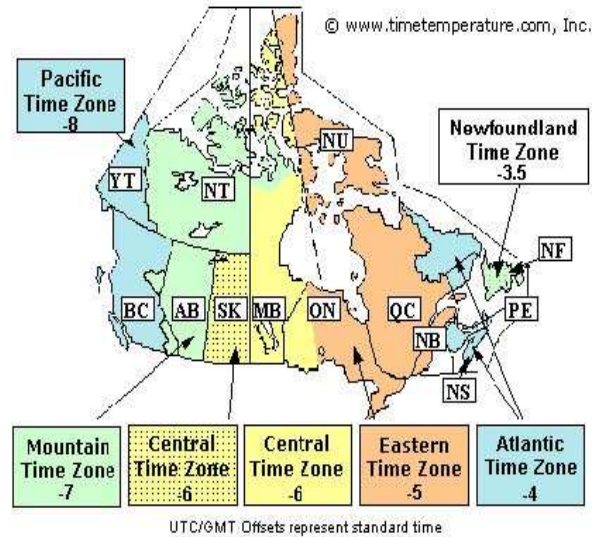 © www.timetemperature.com, Inc.
Pacific
Time Zone
-8
Newfoundland
Time Zone
-3.5
NU
YT
NT
NF
BC
AB
SK
MB
ON
QC
PE
NB
NS
Mountain
Time Zone
-7
Central
Time Zone
-6
Central
Time Zone
-6
Eastern
Time Zone
-5
Atlantic
Time Zone
-4
UTC/GMT Offsets represent standard time